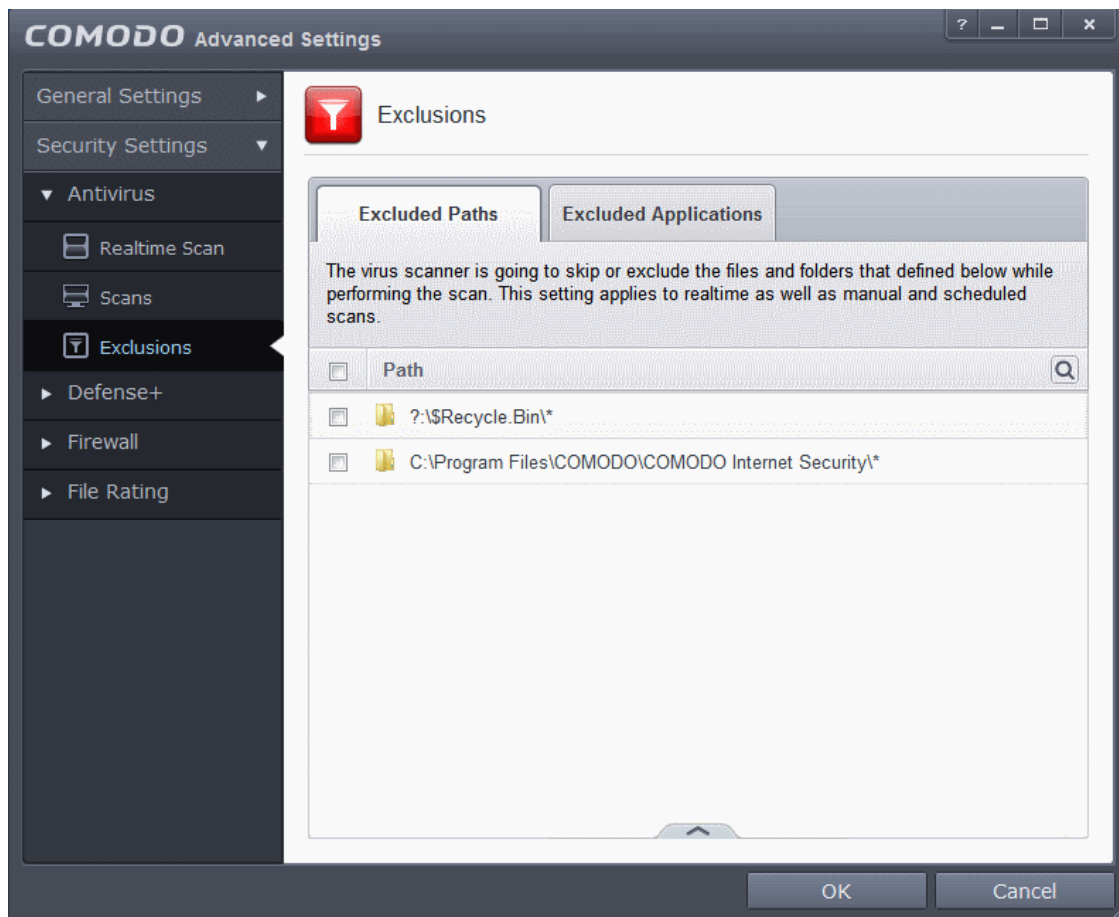 COMODO Advanced Settings
?
General Settings
Security Settings
Antivirus
Realtime Scan
Scans
Exclusions
Defense+
Firewall
File Rating
Exclusions
Excluded Paths
Excluded Applications
The virus scanner is going to skip or exclude the files and folders that defined below while
performing the scan. This setting applies to realtime as well as manual and scheduled
scans.
Path
?:\$Recycle.Bin\*
C:\Program Files\COMODO\COMODO Internet Security\*
OK
Cancel